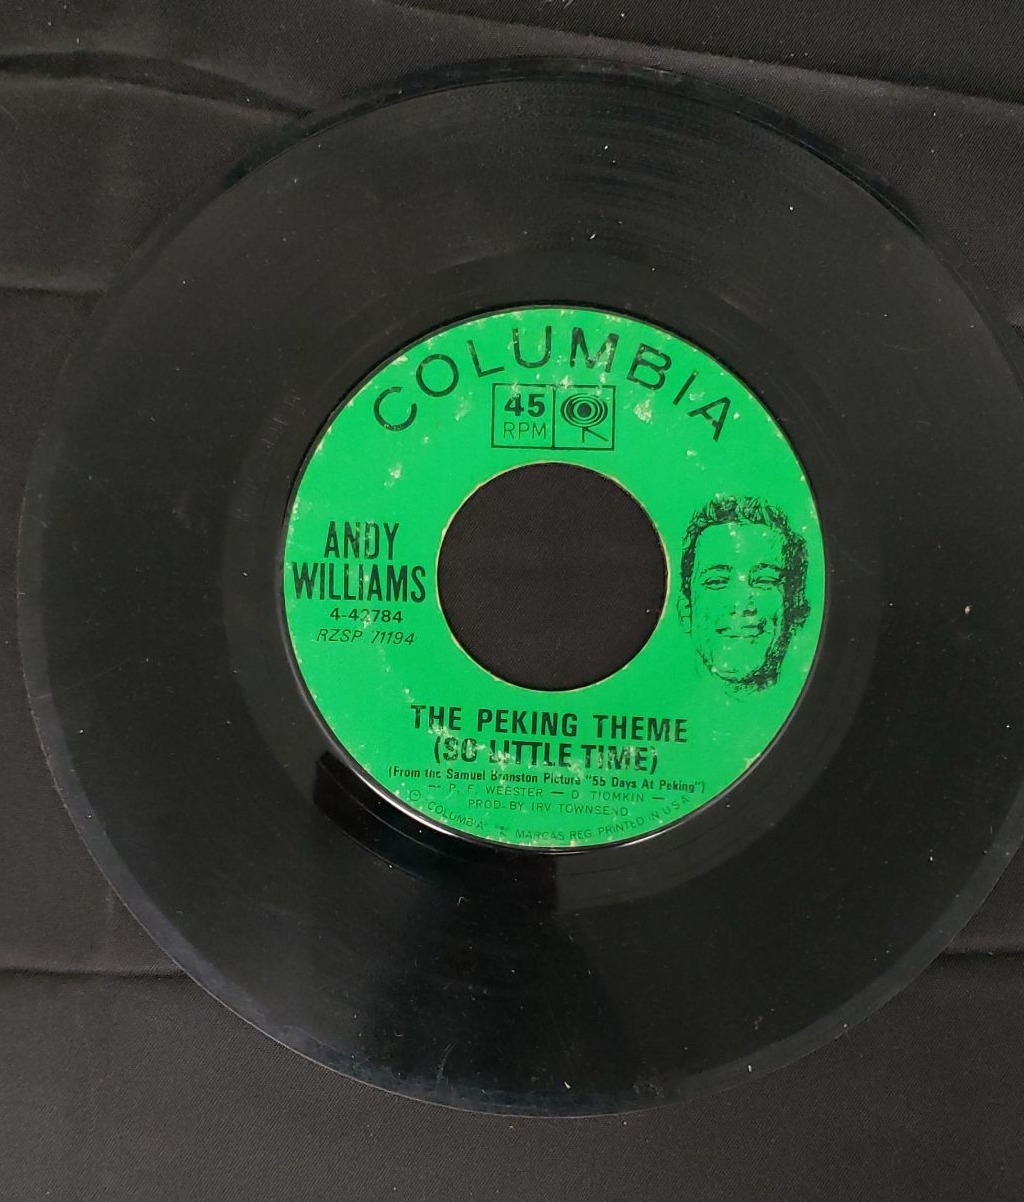 COLUMBIA
45
RPM
ANDY
WILLIAMS
4-42784
RZSP 71194
THE PEKING THEME
(SO LITTLE TIME)
(From the Samuel Bronston Picture "55 Days At Peking")
— P. F. WEBSTER — D. TIOMKIN —
PROD. BY IRV TOWNSEND
"COLUMBIA" MARCAS REG. PRINTED IN U.S.A.